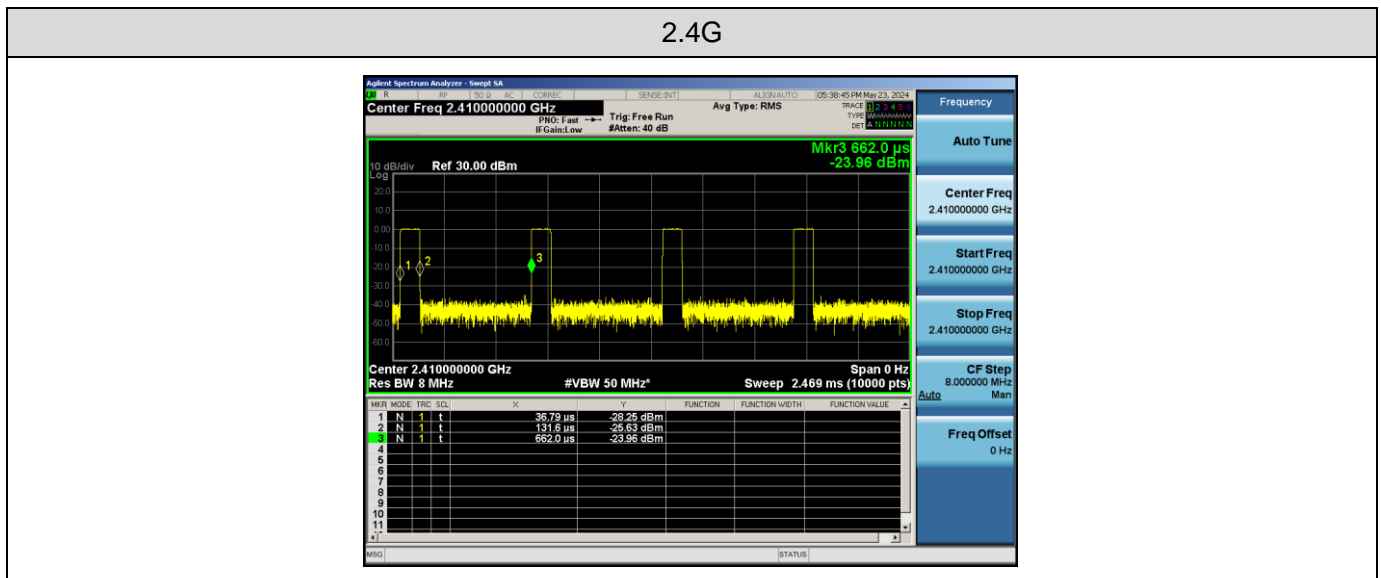 2.4G
Agilent Spectrum Analyzer - Swept SA
R RF 50 Ω AC CORREC SENSE:INT ALIGN AUTO 05:38:45 PM May 23, 2024
Center Freq 2.410000000 GHz
PNO: Fast
IFGain:Low
Trig: Free Run
#Atten: 40 dB
Avg Type: RMS
TRACE 1 2 3 4 5 6
TYPE
DET A N N N N N
Mkr3 662.0 µs
-23.96 dBm
10 dB/div Ref 30.00 dBm
Log
20.0
10.0
0.00
-10.0
-20.0
-30.0
-40.0
-50.0
-60.0
1
2
3
Center 2.410000000 GHz Span 0 Hz
Res BW 8 MHz #VBW 50 MHz* Sweep 2.469 ms (10000 pts)
MKR MODE TRC SCL X Y FUNCTION FUNCTION WIDTH FUNCTION VALUE
1 N 1 t 36.79 µs -28.25 dBm
2 N 1 t 131.6 µs -25.63 dBm
3 N 1 t 662.0 µs -23.96 dBm
4
5
6
7
8
9
10
11
MSG STATUS
Frequency
Auto Tune
Center Freq
2.410000000 GHz
Start Freq
2.410000000 GHz
Stop Freq
2.410000000 GHz
CF Step
8.000000 MHz
Auto Man
Freq Offset
0 Hz